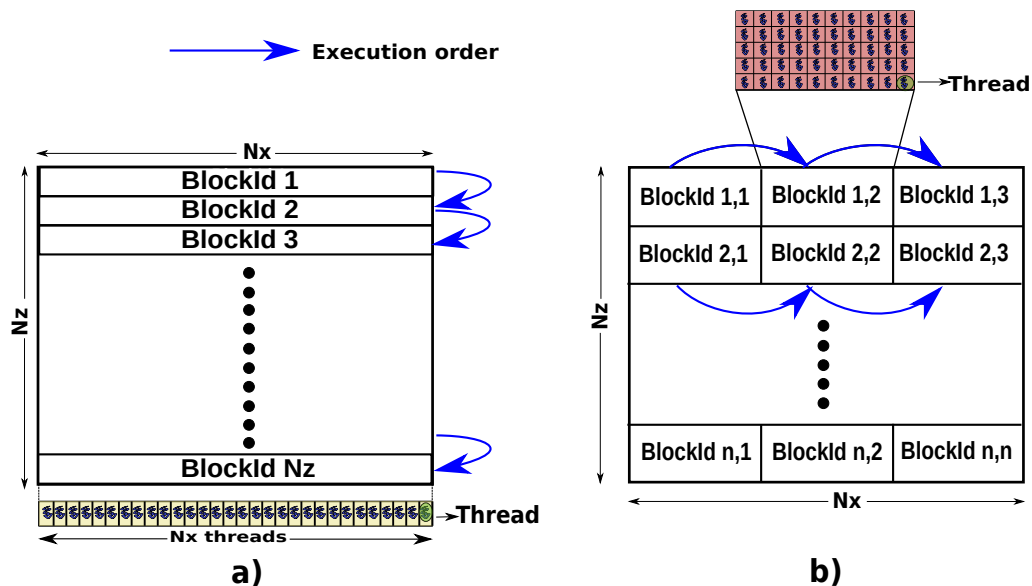 Execution order
Thread
Nx
Nz
BlockId 1
BlockId 2
BlockId 3
BlockId Nz
Thread
Nx threads
a)
Nz
BlockId 1,1
BlockId 1,2
BlockId 1,3
BlockId 2,1
BlockId 2,2
BlockId 2,3
BlockId n,1
BlockId n,2
BlockId n,n
Nx
b)